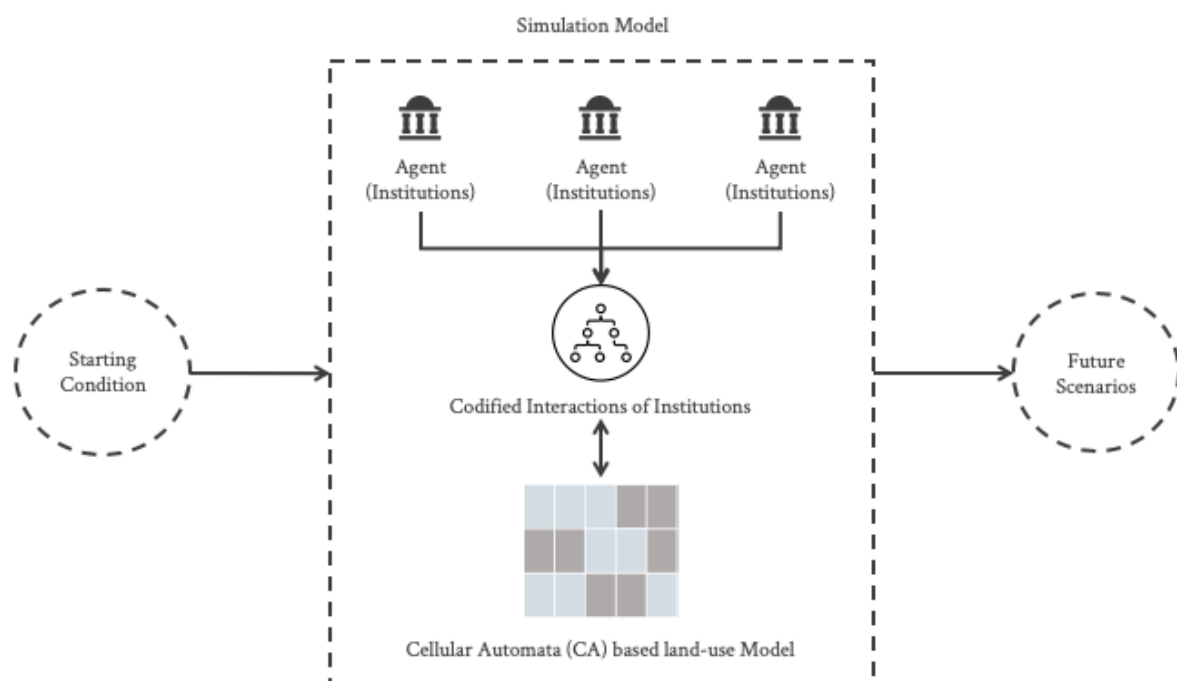 Simulation Model
Agent
(Institutions)
Agent
(Institutions)
Agent
(Institutions)
Starting
Condition
Codified Interactions of Institutions
Future
Scenarios
Cellular Automata (CA) based land-use Model